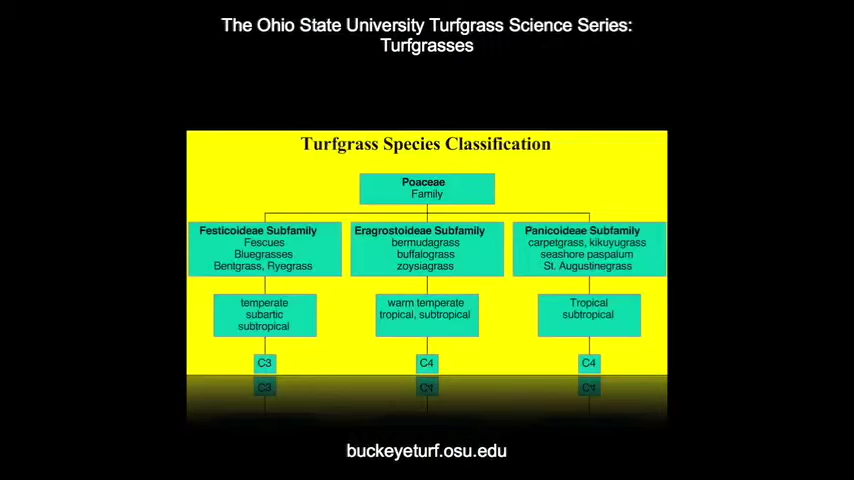 The Ohio State University Turfgrass Science Series:
Turfgrasses
Turfgrass Species Classification
Poaceae
Family
Festicoideae Subfamily
Fescues
Bluegrasses
Bentgrass, Ryegrass
Eragrostoideae Subfamily
bermudagrass
buffalograss
zoysiagrass
Panicoideae Subfamily
carpetgrass, kikuyugrass
seashore paspalum
St. Augustinegrass
temperate
subartic
subtropical
warm temperate
tropical, subtropical
Tropical
subtropical
C3
C4
C4
buckeyeturf.osu.edu